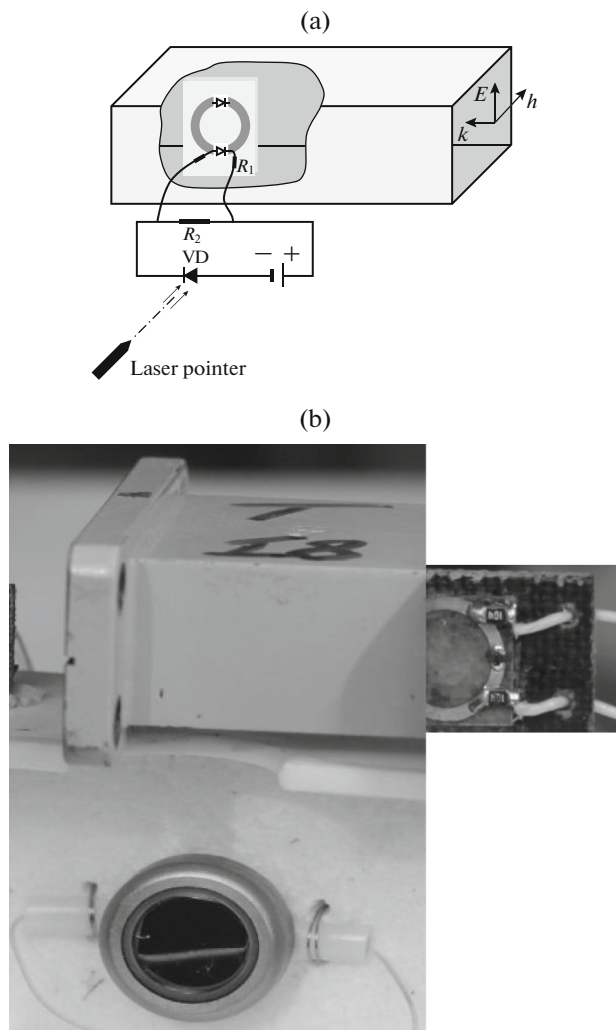 (a)
E
h
k
R₁
R₂
VD
− +
Laser pointer
(b)